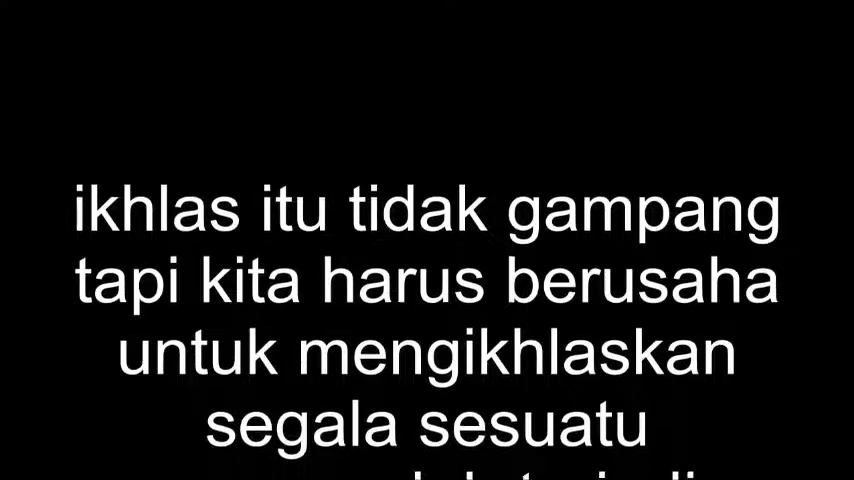 ikhlas itu tidak gampang
tapi kita harus berusaha
untuk mengikhlaskan
segala sesuatu